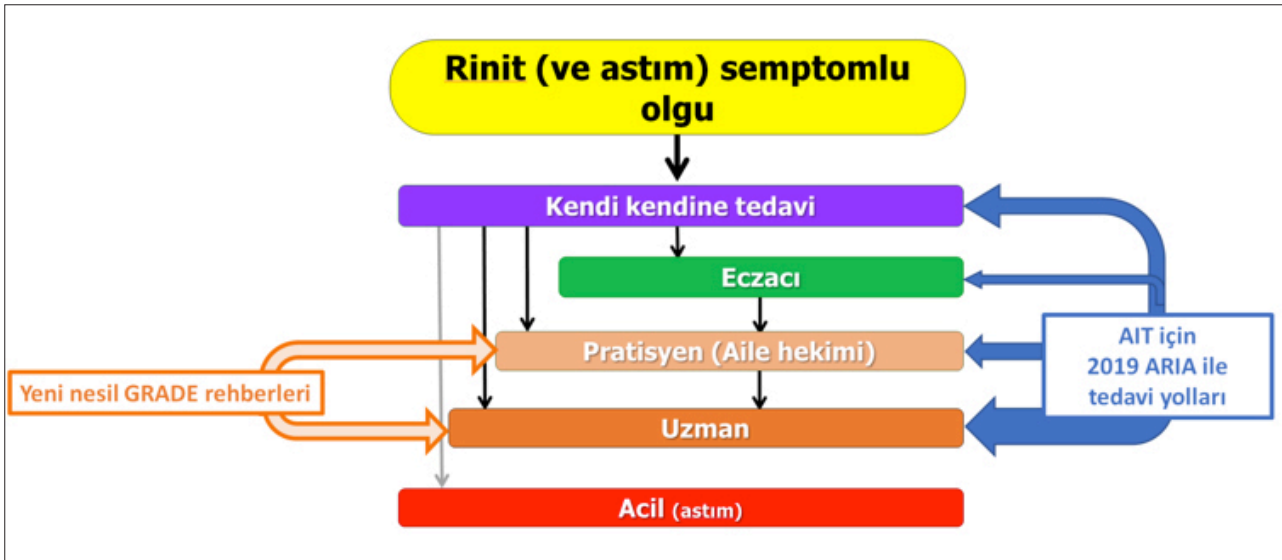 Rinit (ve astım) semptomlu
olgu
Kendi kendine tedavi
Eczacı
Pratisyen (Aile hekimi)
Uzman
Acil (astım)
Yeni nesil GRADE rehberleri
AIT için
2019 ARIA ile
tedavi yolları